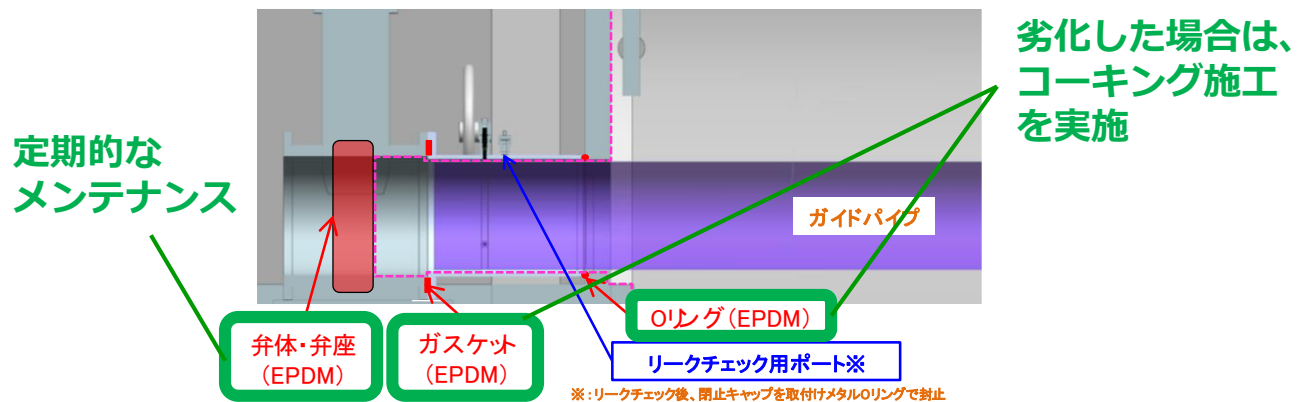 劣化した場合は、
コーキング施工
を実施
定期的な
メンテナンス
ガイドパイプ
弁体・弁座
(EPDM)
ガスケット
(EPDM)
Oリング(EPDM)
リークチェック用ポート※
※:リークチェック後、閉止キャップを取付けメタルOリングで封止